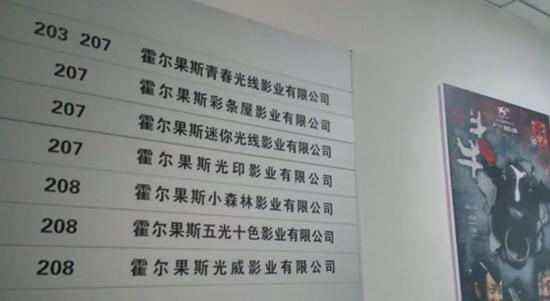 203 207 霍尔果斯青春光线影业有限公司
207 霍尔果斯彩条屋影业有限公司
207 霍尔果斯迷你光线影业有限公司
207 霍尔果斯光印影业有限公司
208 霍尔果斯小森林影业有限公司
208 霍尔果斯五光十色影业有限公司
208 霍尔果斯光威影业有限公司